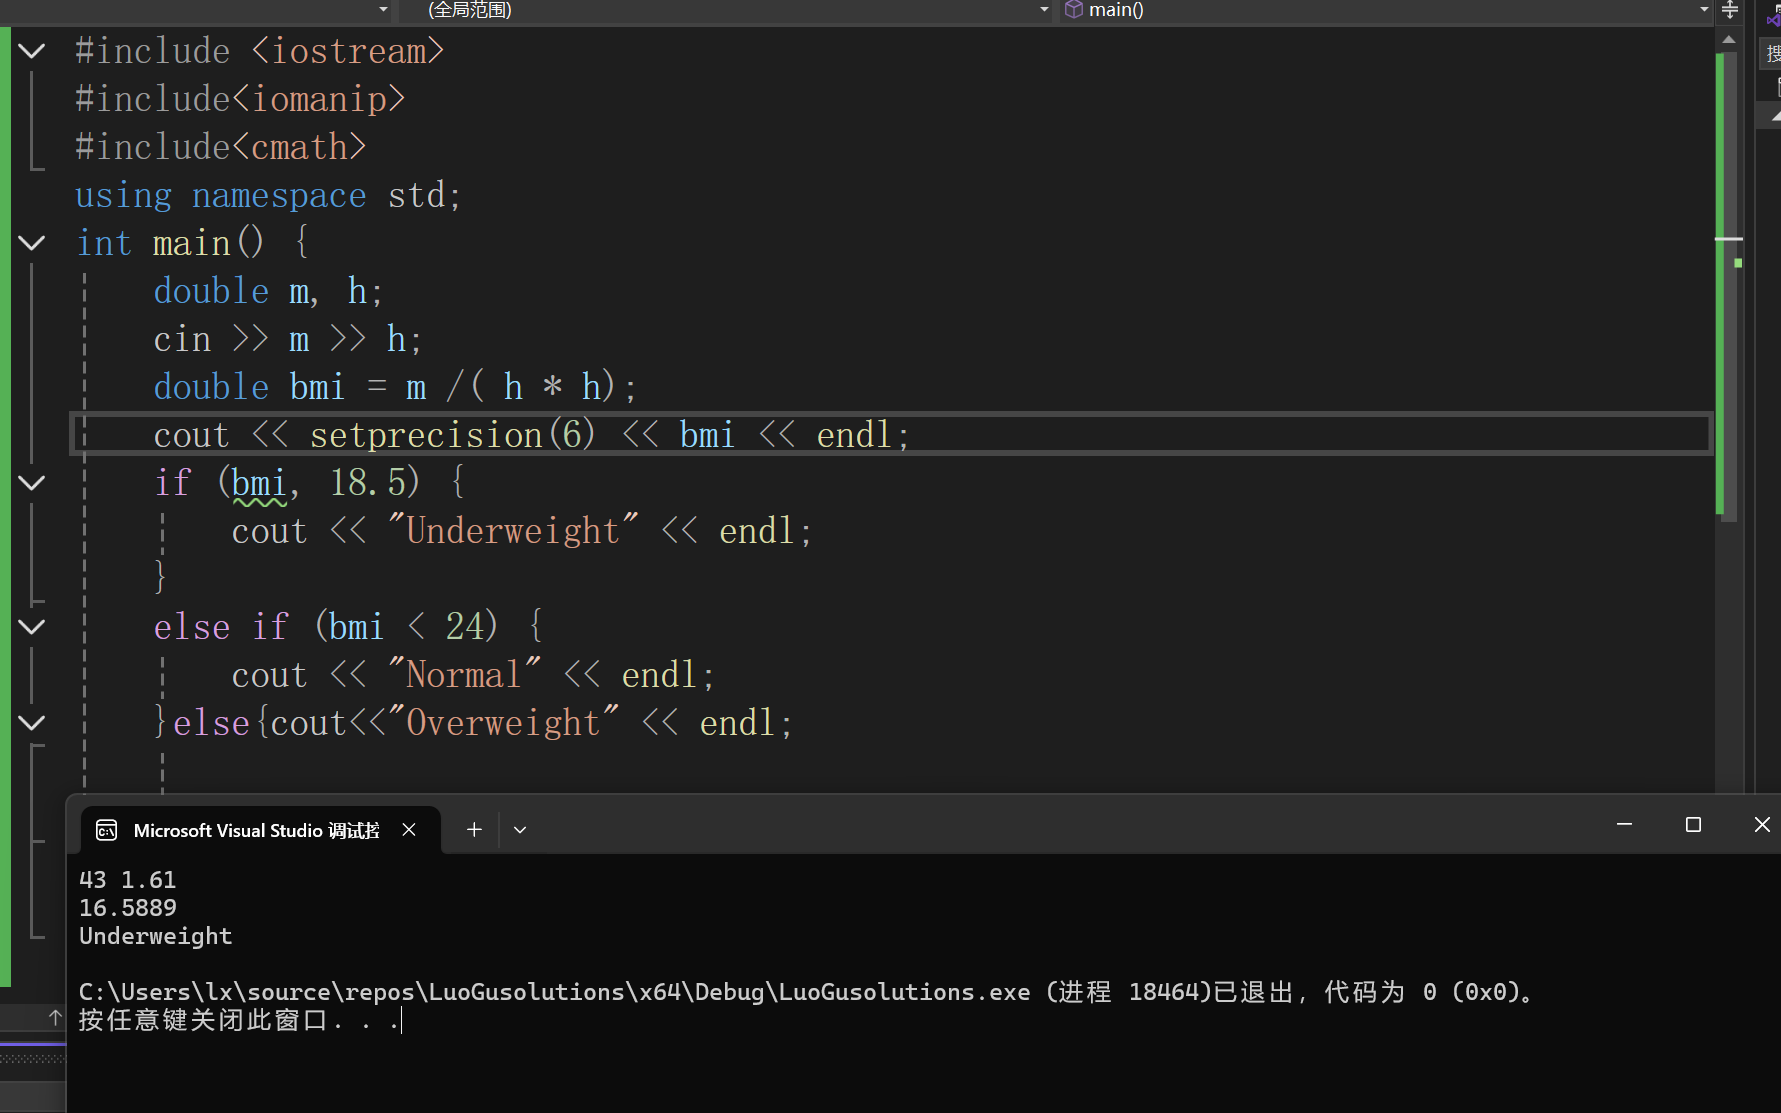 (全局范围) main()
#include <iostream>
#include<iomanip>
#include<cmath>
using namespace std;
int main() {
double m, h;
cin >> m >> h;
double bmi = m /( h * h);
cout << setprecision(6) << bmi << endl;
if (bmi, 18.5) {
cout << "Underweight" << endl;
}
else if (bmi < 24) {
cout << "Normal" << endl;
}else{cout<<"Overweight" << endl;
Microsoft Visual Studio 调试控
43 1.61
16.5889
Underweight
C:\Users\lx\source\repos\LuoGusolutions\x64\Debug\LuoGusolutions.exe (进程 18464)已退出，代码为 0 (0x0)。
按任意键关闭此窗口. . .